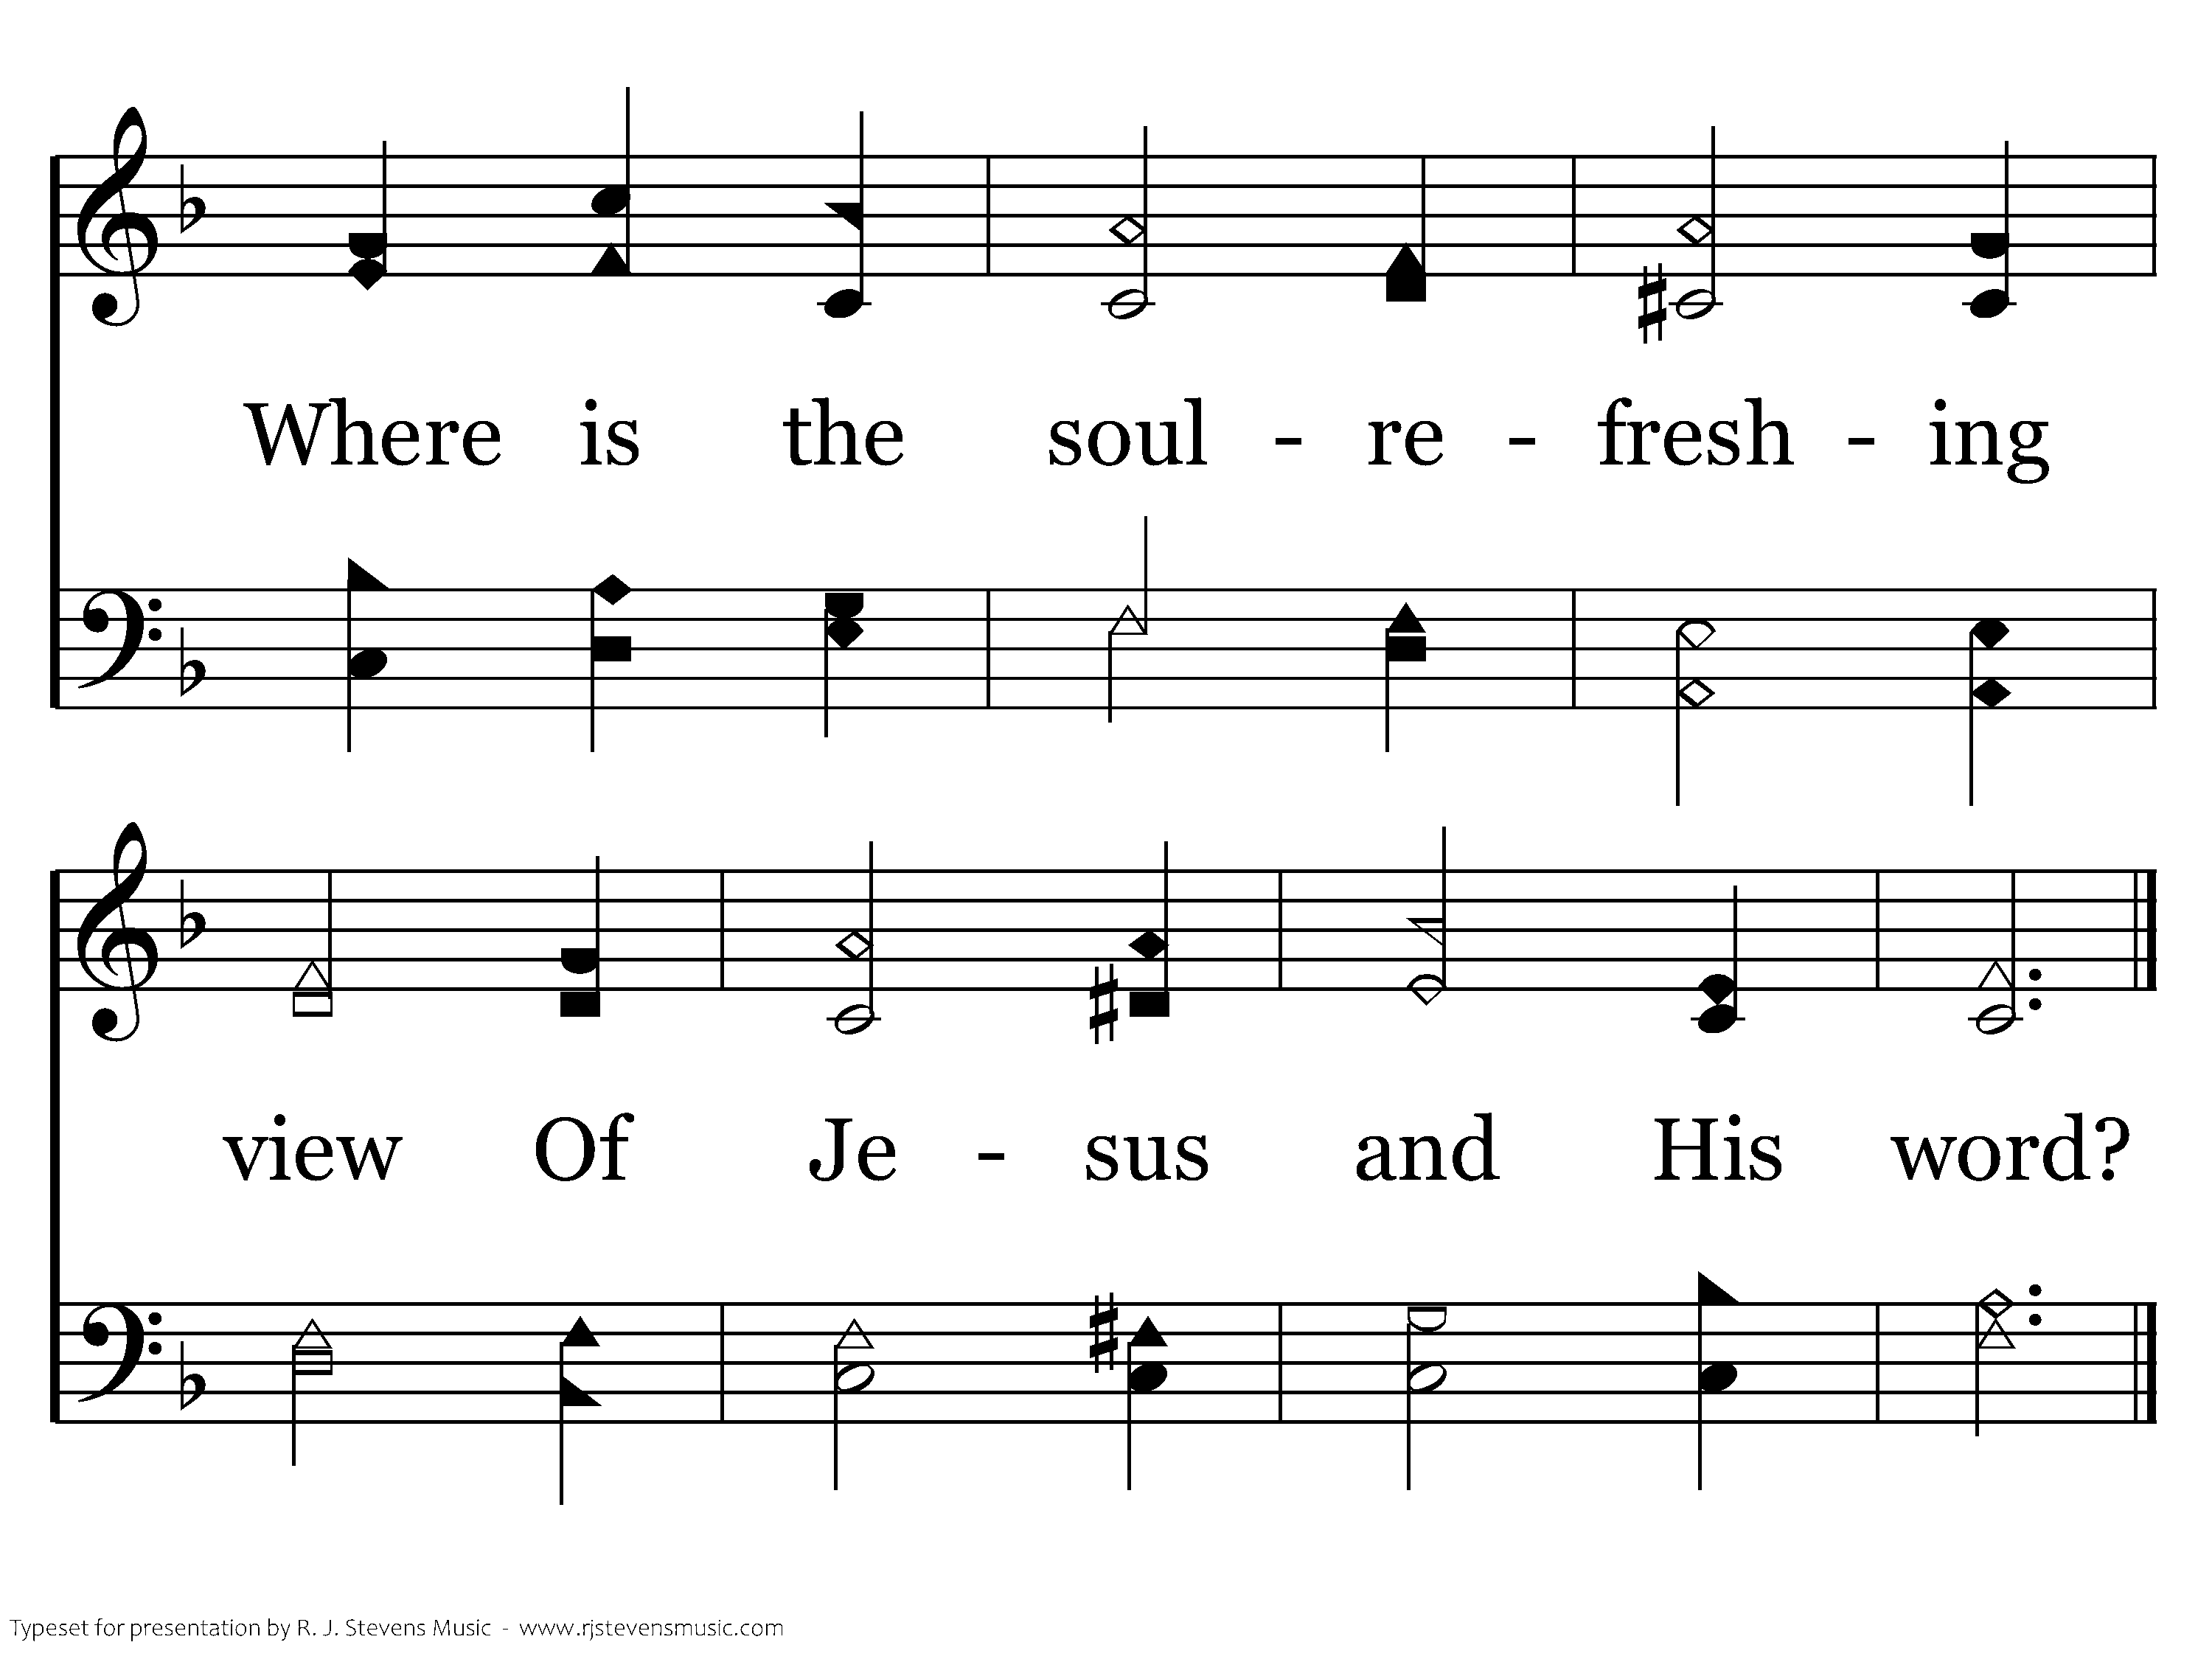 Where is the soul - re - fresh - ing
view Of Je - sus and His word?
Typeset for presentation by R. J. Stevens Music - www.rjstevensmusic.com